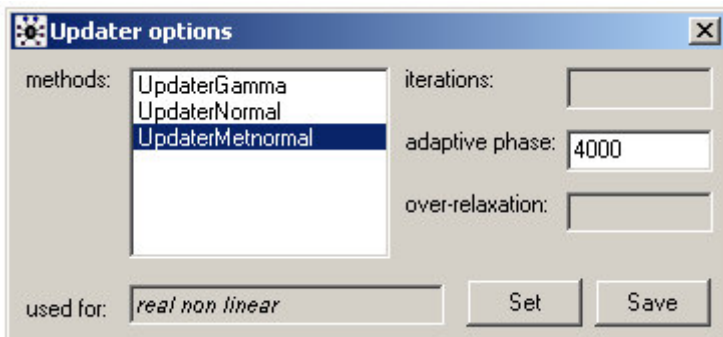 Updater options
methods:
UpdaterGamma
UpdaterNormal
UpdaterMetnormal
iterations:
adaptive phase: 4000
over-relaxation:
used for: real non linear
Set
Save